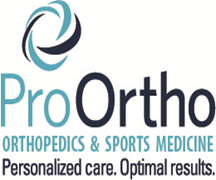 ProOrtho
ORTHOPEDICS & SPORTS MEDICINE
Personalized care. Optimal results.